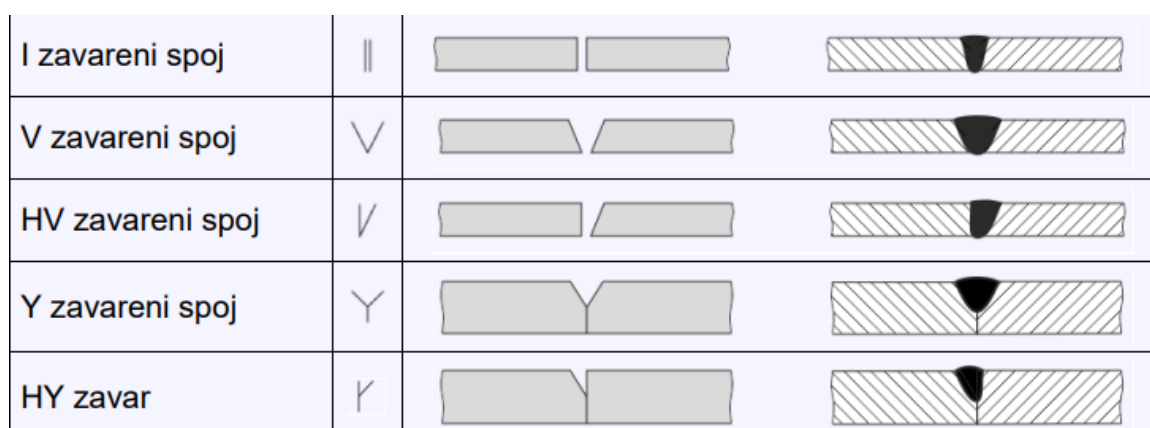 I zavareni spoj
V zavareni spoj
HV zavareni spoj
Y zavareni spoj
HY zavar